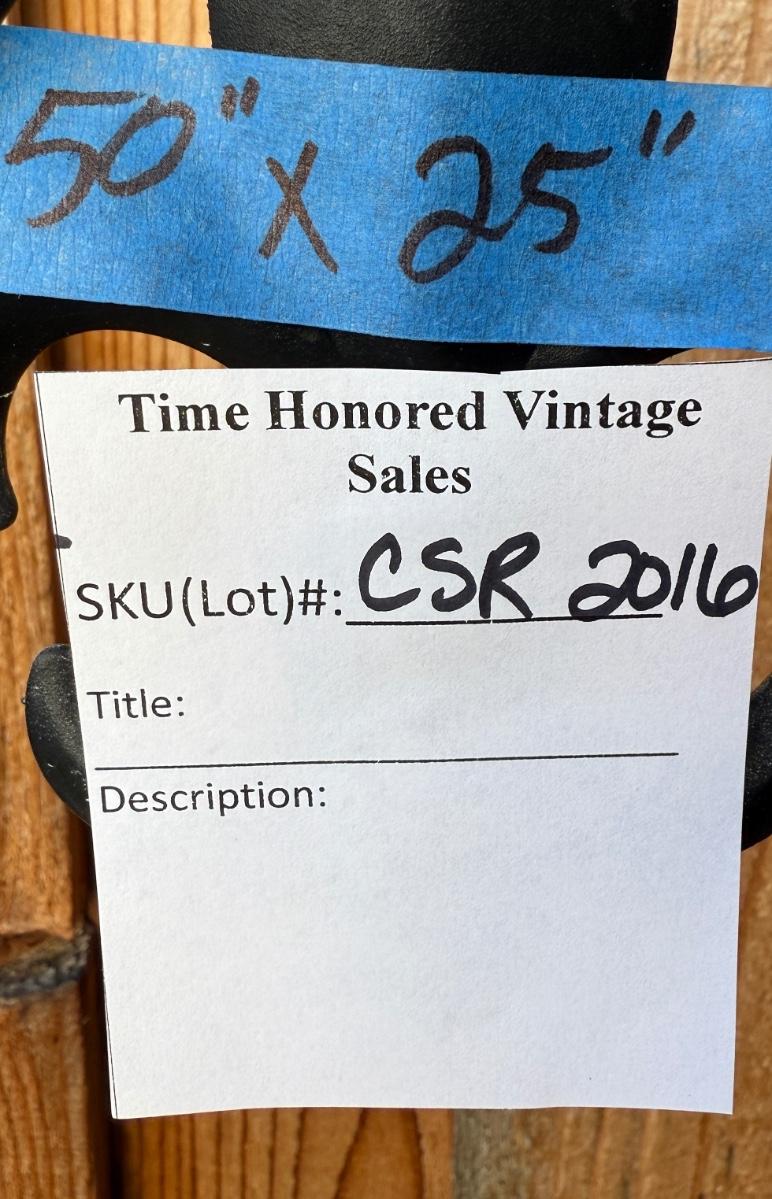 50" X 25"
Time Honored Vintage
Sales
SKU(Lot)#: CSR 2016
Title:
Description: